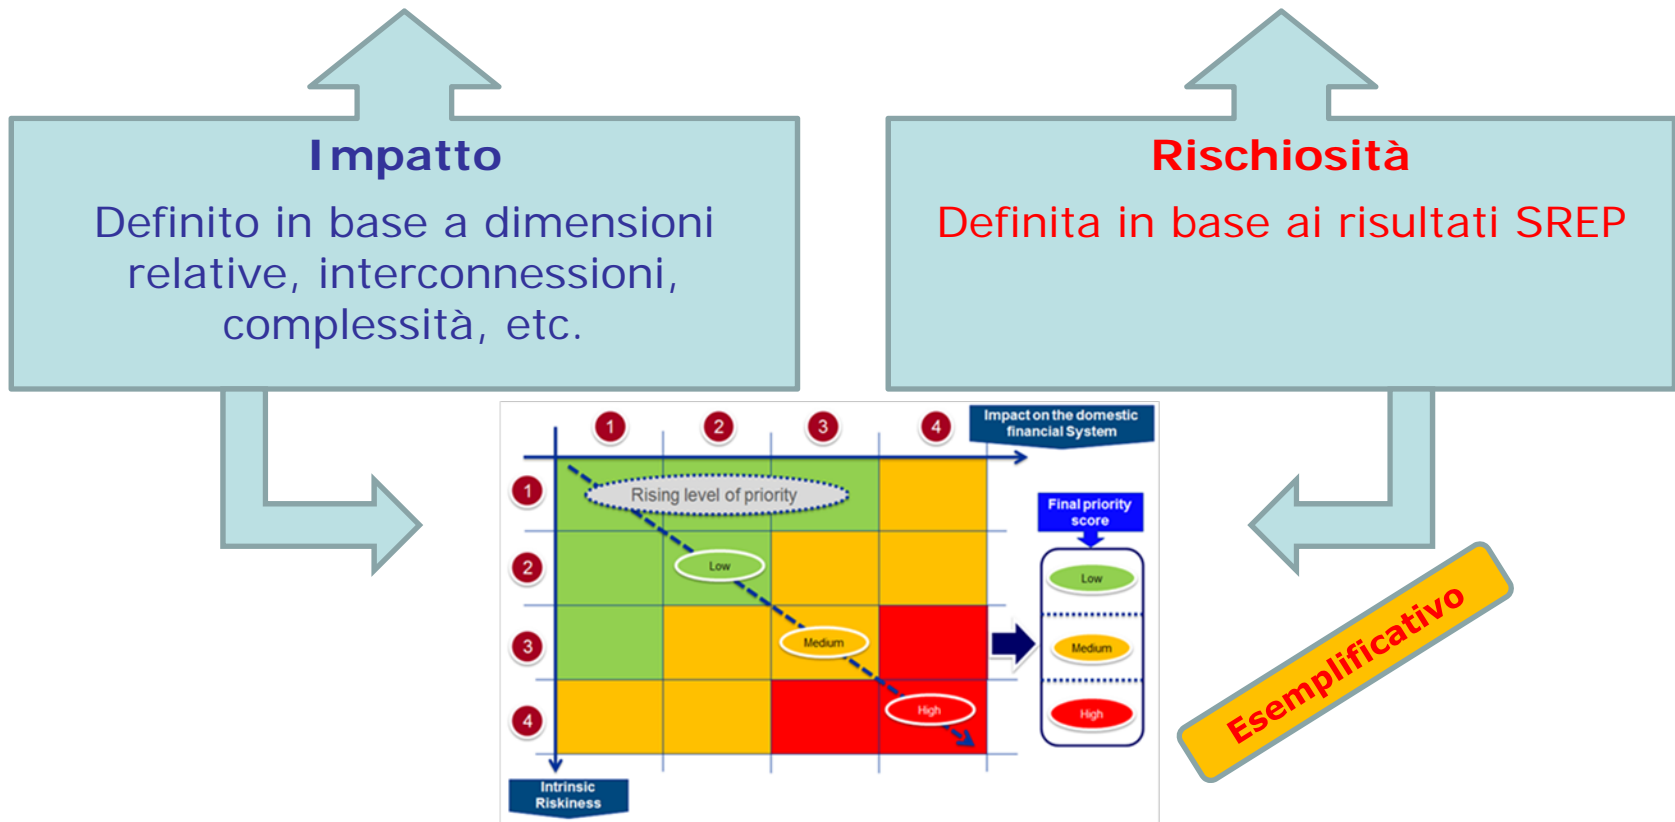 Impatto
Definito in base a dimensioni
relative, interconnessioni,
complessità, etc.
Rischiosità
Definita in base ai risultati SREP
1
2
3
4
Impact on the domestic
financial System
1
Rising level of priority
Final priority
score
2
Low
Low
3
Medium
Medium
4
High
High
Intrinsic
Riskiness
Esemplificativo